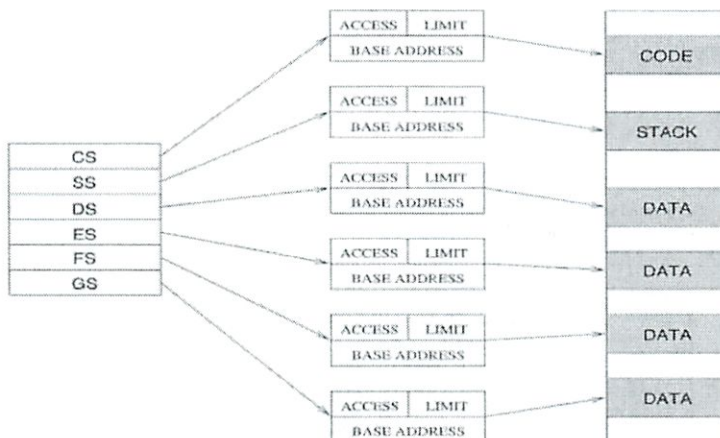 ACCESS LIMIT
BASE ADDRESS
CODE
ACCESS LIMIT
BASE ADDRESS
STACK
CS
SS
DS
ES
FS
GS
ACCESS LIMIT
BASE ADDRESS
DATA
ACCESS LIMIT
BASE ADDRESS
DATA
ACCESS LIMIT
BASE ADDRESS
DATA
ACCESS LIMIT
BASE ADDRESS
DATA